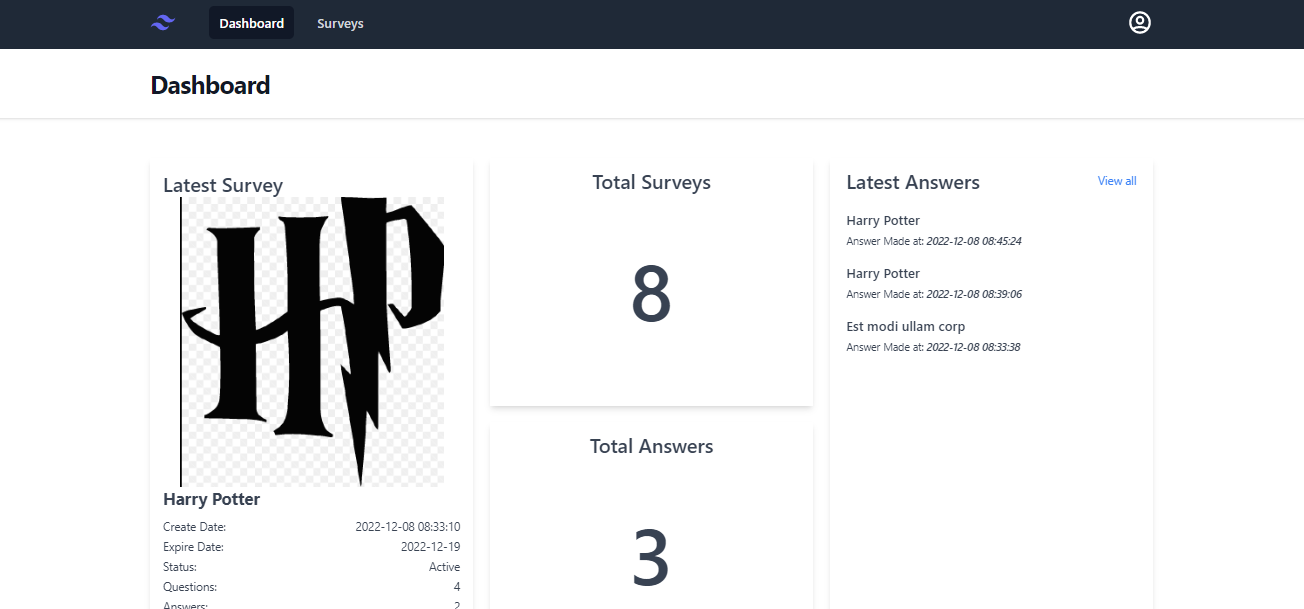 Dashboard
Surveys
Dashboard
Latest Survey
HP
Harry Potter
Create Date: 2022-12-08 08:33:10
Expire Date: 2022-12-19
Status: Active
Questions: 4
Answers: 2
Total Surveys
8
Total Answers
3
Latest Answers
View all
Harry Potter
Answer Made at: 2022-12-08 08:45:24
Harry Potter
Answer Made at: 2022-12-08 08:39:06
Est modi ullam corp
Answer Made at: 2022-12-08 08:33:38